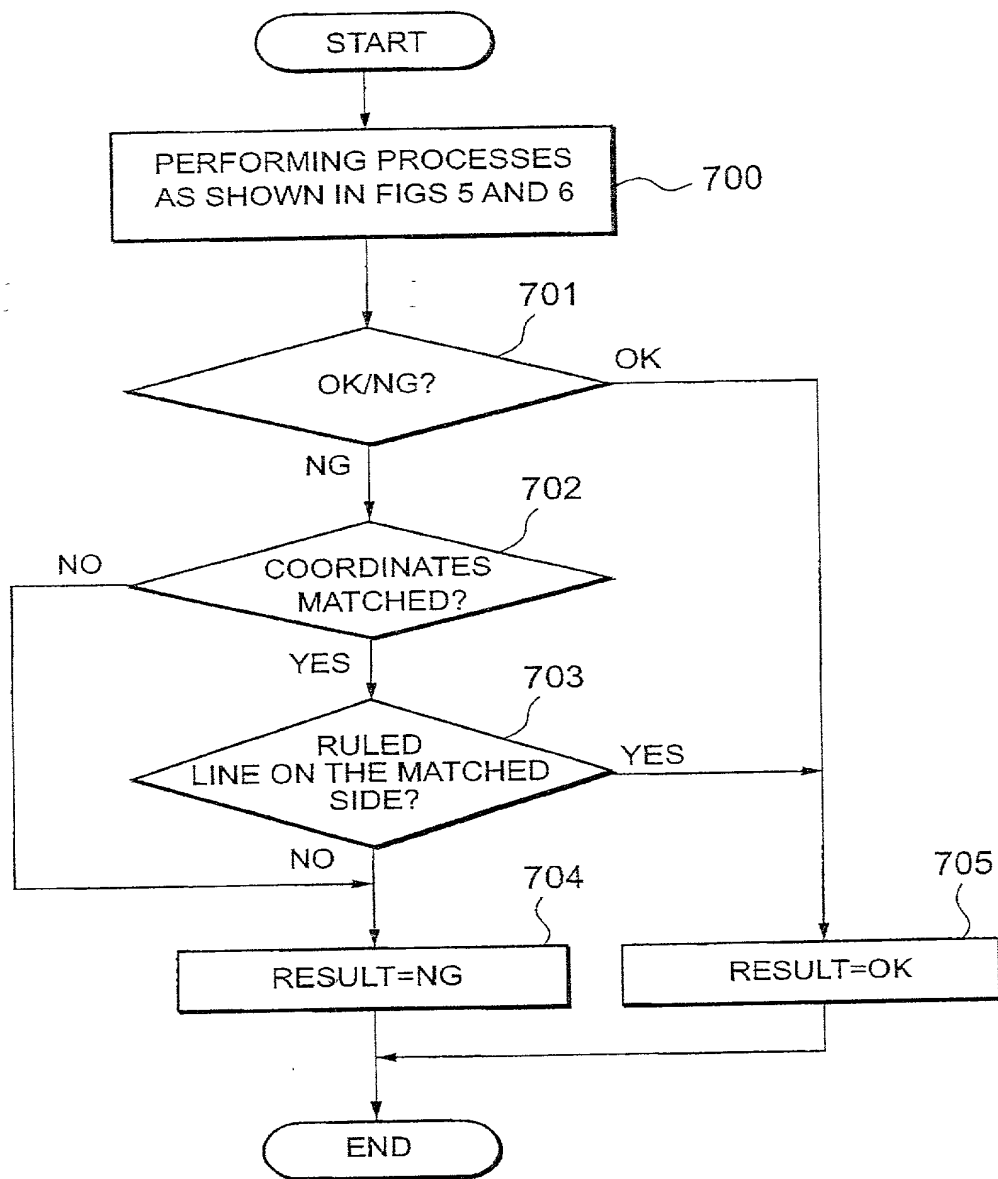 START
PERFORMING PROCESSES
AS SHOWN IN FIGS 5 AND 6
700
701
OK/NG?
OK
NG
702
NO
COORDINATES
MATCHED?
YES
703
RULED
LINE ON THE MATCHED
SIDE?
YES
NO
704
705
RESULT=NG
RESULT=OK
END